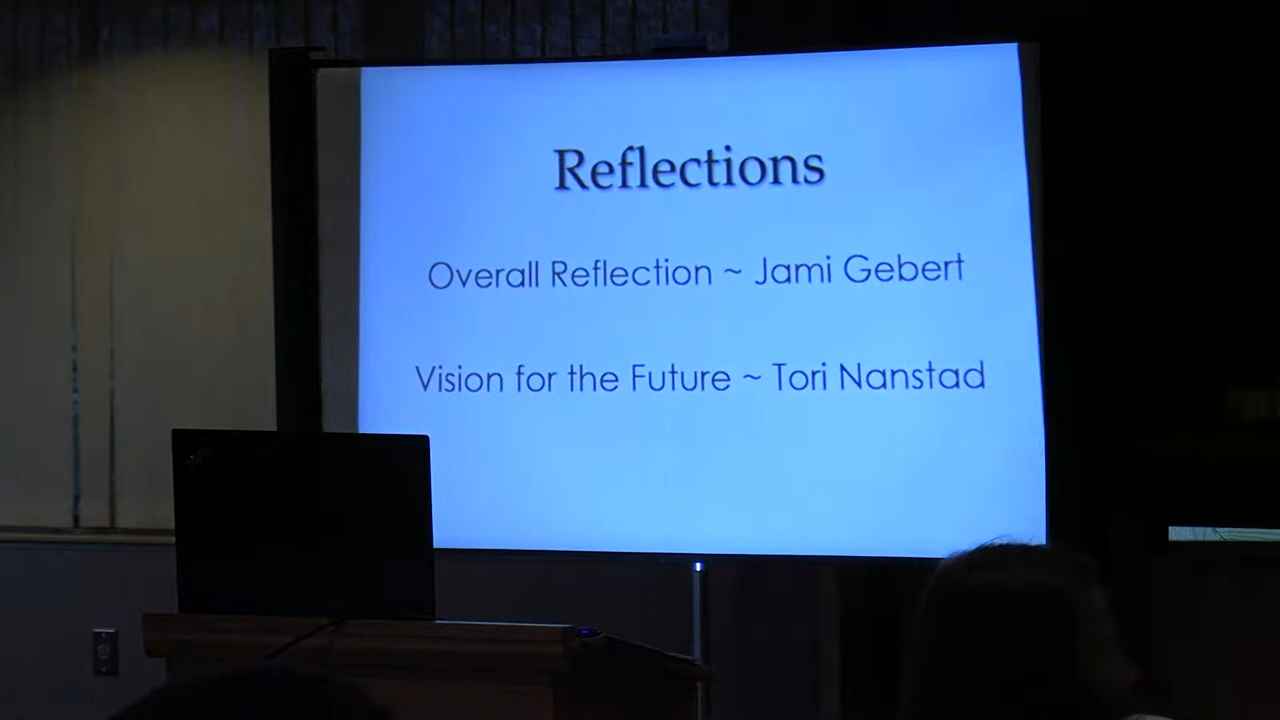 Reflections
Overall Reflection ~ Jami Gebert
Vision for the Future ~ Tori Nanstad